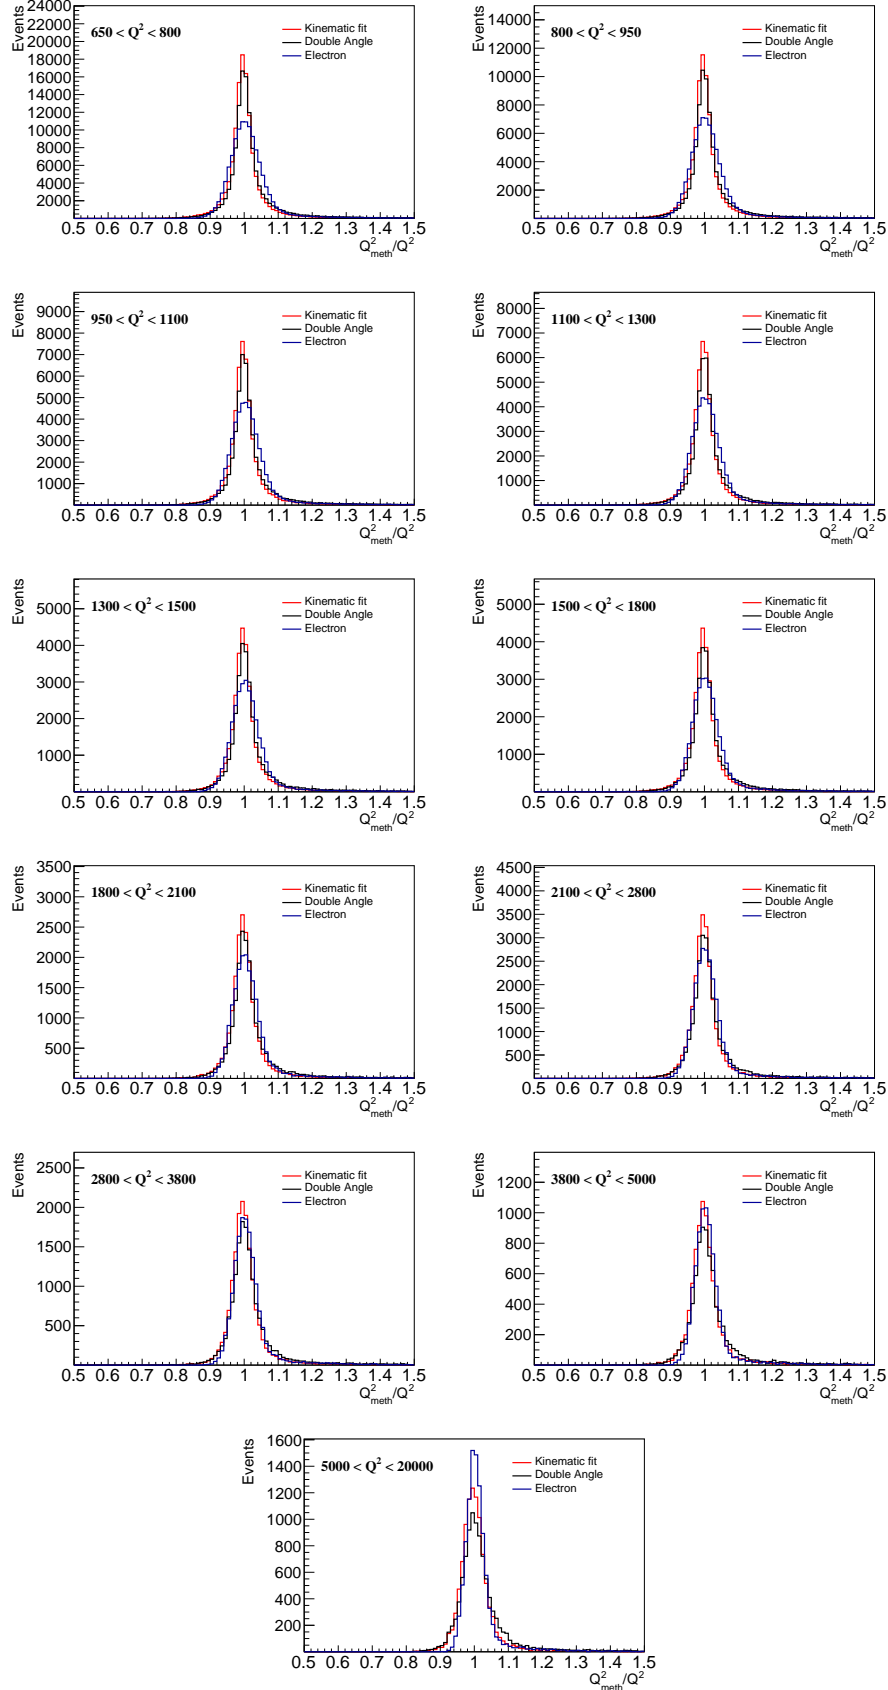 Events
24000
22000
20000
18000
16000
14000
12000
10000
8000
6000
4000
2000
650 < Q² < 800
Kinematic fit
Double Angle
Electron
0.5 0.6 0.7 0.8 0.9 1 1.1 1.2 1.3 1.4 1.5
Q²meth/Q²
Events
14000
12000
10000
8000
6000
4000
2000
800 < Q² < 950
Kinematic fit
Double Angle
Electron
0.5 0.6 0.7 0.8 0.9 1 1.1 1.2 1.3 1.4 1.5
Q²meth/Q²
Events
9000
8000
7000
6000
5000
4000
3000
2000
1000
950 < Q² < 1100
Kinematic fit
Double Angle
Electron
0.5 0.6 0.7 0.8 0.9 1 1.1 1.2 1.3 1.4 1.5
Q²meth/Q²
Events
8000
7000
6000
5000
4000
3000
2000
1000
1100 < Q² < 1300
Kinematic fit
Double Angle
Electron
0.5 0.6 0.7 0.8 0.9 1 1.1 1.2 1.3 1.4 1.5
Q²meth/Q²
Events
5000
4000
3000
2000
1000
1300 < Q² < 1500
Kinematic fit
Double Angle
Electron
0.5 0.6 0.7 0.8 0.9 1 1.1 1.2 1.3 1.4 1.5
Q²meth/Q²
Events
5000
4000
3000
2000
1000
1500 < Q² < 1800
Kinematic fit
Double Angle
Electron
0.5 0.6 0.7 0.8 0.9 1 1.1 1.2 1.3 1.4 1.5
Q²meth/Q²
Events
3500
3000
2500
2000
1500
1000
500
1800 < Q² < 2100
Kinematic fit
Double Angle
Electron
0.5 0.6 0.7 0.8 0.9 1 1.1 1.2 1.3 1.4 1.5
Q²meth/Q²
Events
4500
4000
3500
3000
2500
2000
1500
1000
500
2100 < Q² < 2800
Kinematic fit
Double Angle
Electron
0.5 0.6 0.7 0.8 0.9 1 1.1 1.2 1.3 1.4 1.5
Q²meth/Q²
Events
2500
2000
1500
1000
500
2800 < Q² < 3800
Kinematic fit
Double Angle
Electron
0.5 0.6 0.7 0.8 0.9 1 1.1 1.2 1.3 1.4 1.5
Q²meth/Q²
Events
1200
1000
800
600
400
200
3800 < Q² < 5000
Kinematic fit
Double Angle
Electron
0.5 0.6 0.7 0.8 0.9 1 1.1 1.2 1.3 1.4 1.5
Q²meth/Q²
Events
1600
1400
1200
1000
800
600
400
200
5000 < Q² < 20000
Kinematic fit
Double Angle
Electron
0.5 0.6 0.7 0.8 0.9 1 1.1 1.2 1.3 1.4 1.5
Q²meth/Q²